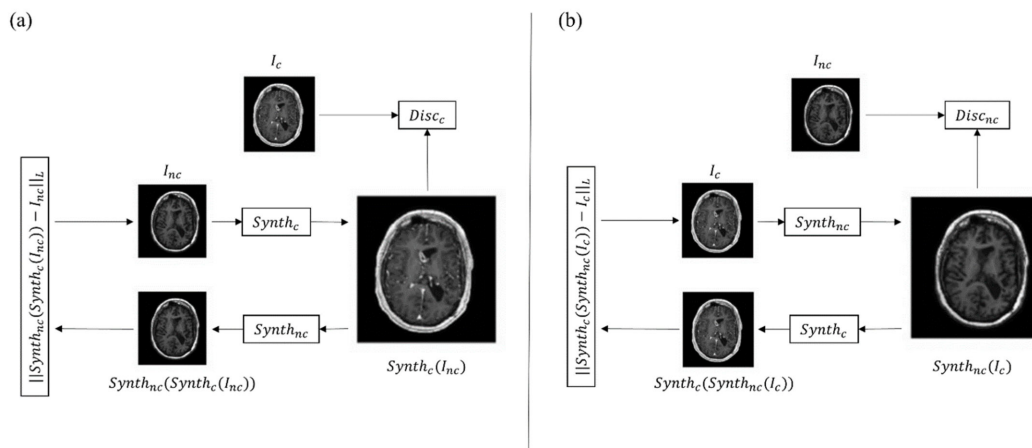 (a)
I_c
Disc_c
||Synth_nc(Synth_c(I_nc)) − I_nc||_L
I_nc
Synth_c
Synth_nc
Synth_nc(Synth_c(I_nc))
Synth_c(I_nc)
(b)
I_nc
Disc_nc
||Synth_c(Synth_nc(I_c)) − I_c||_L
I_c
Synth_nc
Synth_c
Synth_c(Synth_nc(I_c))
Synth_nc(I_c)